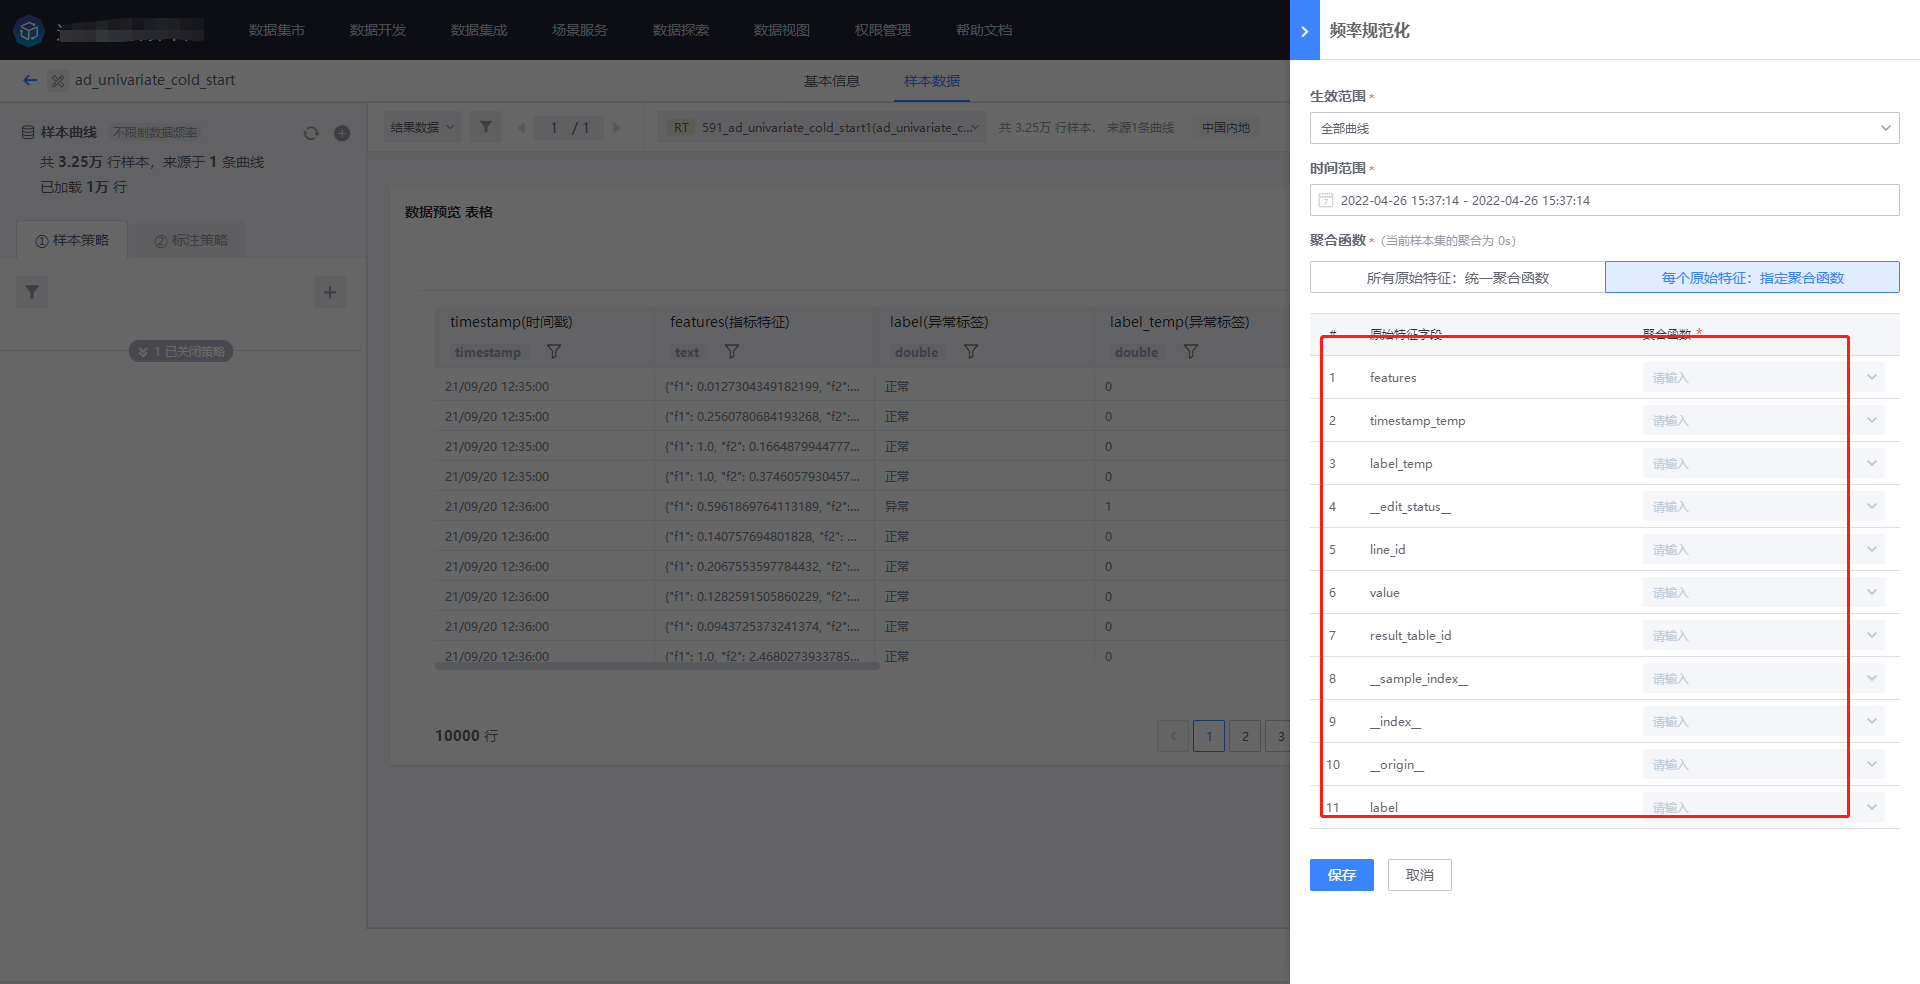 数据集市 数据开发 数据集成 场景服务 数据探索 数据视图 权限管理 帮助文档
ad_univariate_cold_start
基本信息 样本数据
样本曲线 不限制数据频率
共 3.25万 行样本，来源于 1 条曲线
已加载 1万 行
① 样本策略 ② 标注策略
1 已关闭策略
结果数据 1 / 1 RT 591_ad_univariate_cold_start1(ad_univariate_c... 共 3.25万 行样本， 来源1条曲线 中国内地
数据预览 表格
timestamp(时间戳) features(指标特征) label(异常标签) label_temp(异常标签)
timestamp text double double
21/09/20 12:35:00 {"f1": 0.0127304349182199, "f2":... 正常 0
21/09/20 12:35:00 {"f1": 0.2560780684193268, "f2":... 正常 0
21/09/20 12:35:00 {"f1": 1.0, "f2": 0.1664879944777... 正常 0
21/09/20 12:35:00 {"f1": 1.0, "f2": 0.3746057930457... 正常 0
21/09/20 12:36:00 {"f1": 0.5961869764113189, "f2":... 异常 1
21/09/20 12:36:00 {"f1": 0.140757694801828, "f2": ... 正常 0
21/09/20 12:36:00 {"f1": 0.2067553597784432, "f2":... 正常 0
21/09/20 12:36:00 {"f1": 0.1282591505860229, "f2":... 正常 0
21/09/20 12:36:00 {"f1": 0.0943725373241374, "f2":... 正常 0
21/09/20 12:36:00 {"f1": 1.0, "f2": 2.4680273933785... 正常 0
10000 行
1 2 3
频率规范化
生效范围 *
全部曲线
时间范围 *
2022-04-26 15:37:14 - 2022-04-26 15:37:14
聚合函数 * (当前样本集的聚合为 0s)
所有原始特征：统一聚合函数 每个原始特征：指定聚合函数
# 原始特征字段 聚合函数 *
1 features 请输入
2 timestamp_temp 请输入
3 label_temp 请输入
4 __edit_status__ 请输入
5 line_id 请输入
6 value 请输入
7 result_table_id 请输入
8 __sample_index__ 请输入
9 __index__ 请输入
10 __origin__ 请输入
11 label 请输入
保存 取消